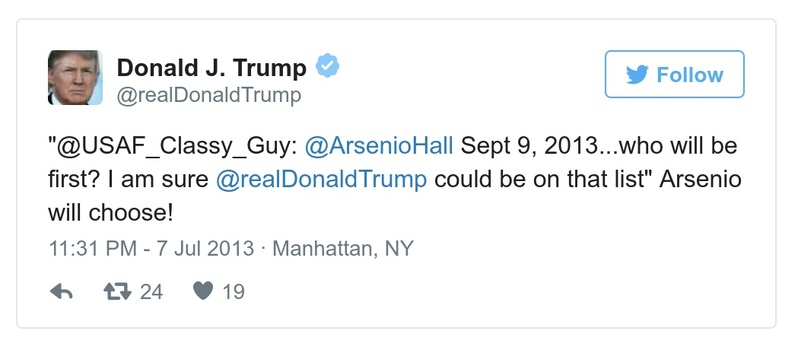 Donald J. Trump
@realDonaldTrump
Follow
"@USAF_Classy_Guy: @ArsenioHall Sept 9, 2013...who will be
first? I am sure @realDonaldTrump could be on that list" Arsenio
will choose!
11:31 PM - 7 Jul 2013 · Manhattan, NY
24 19